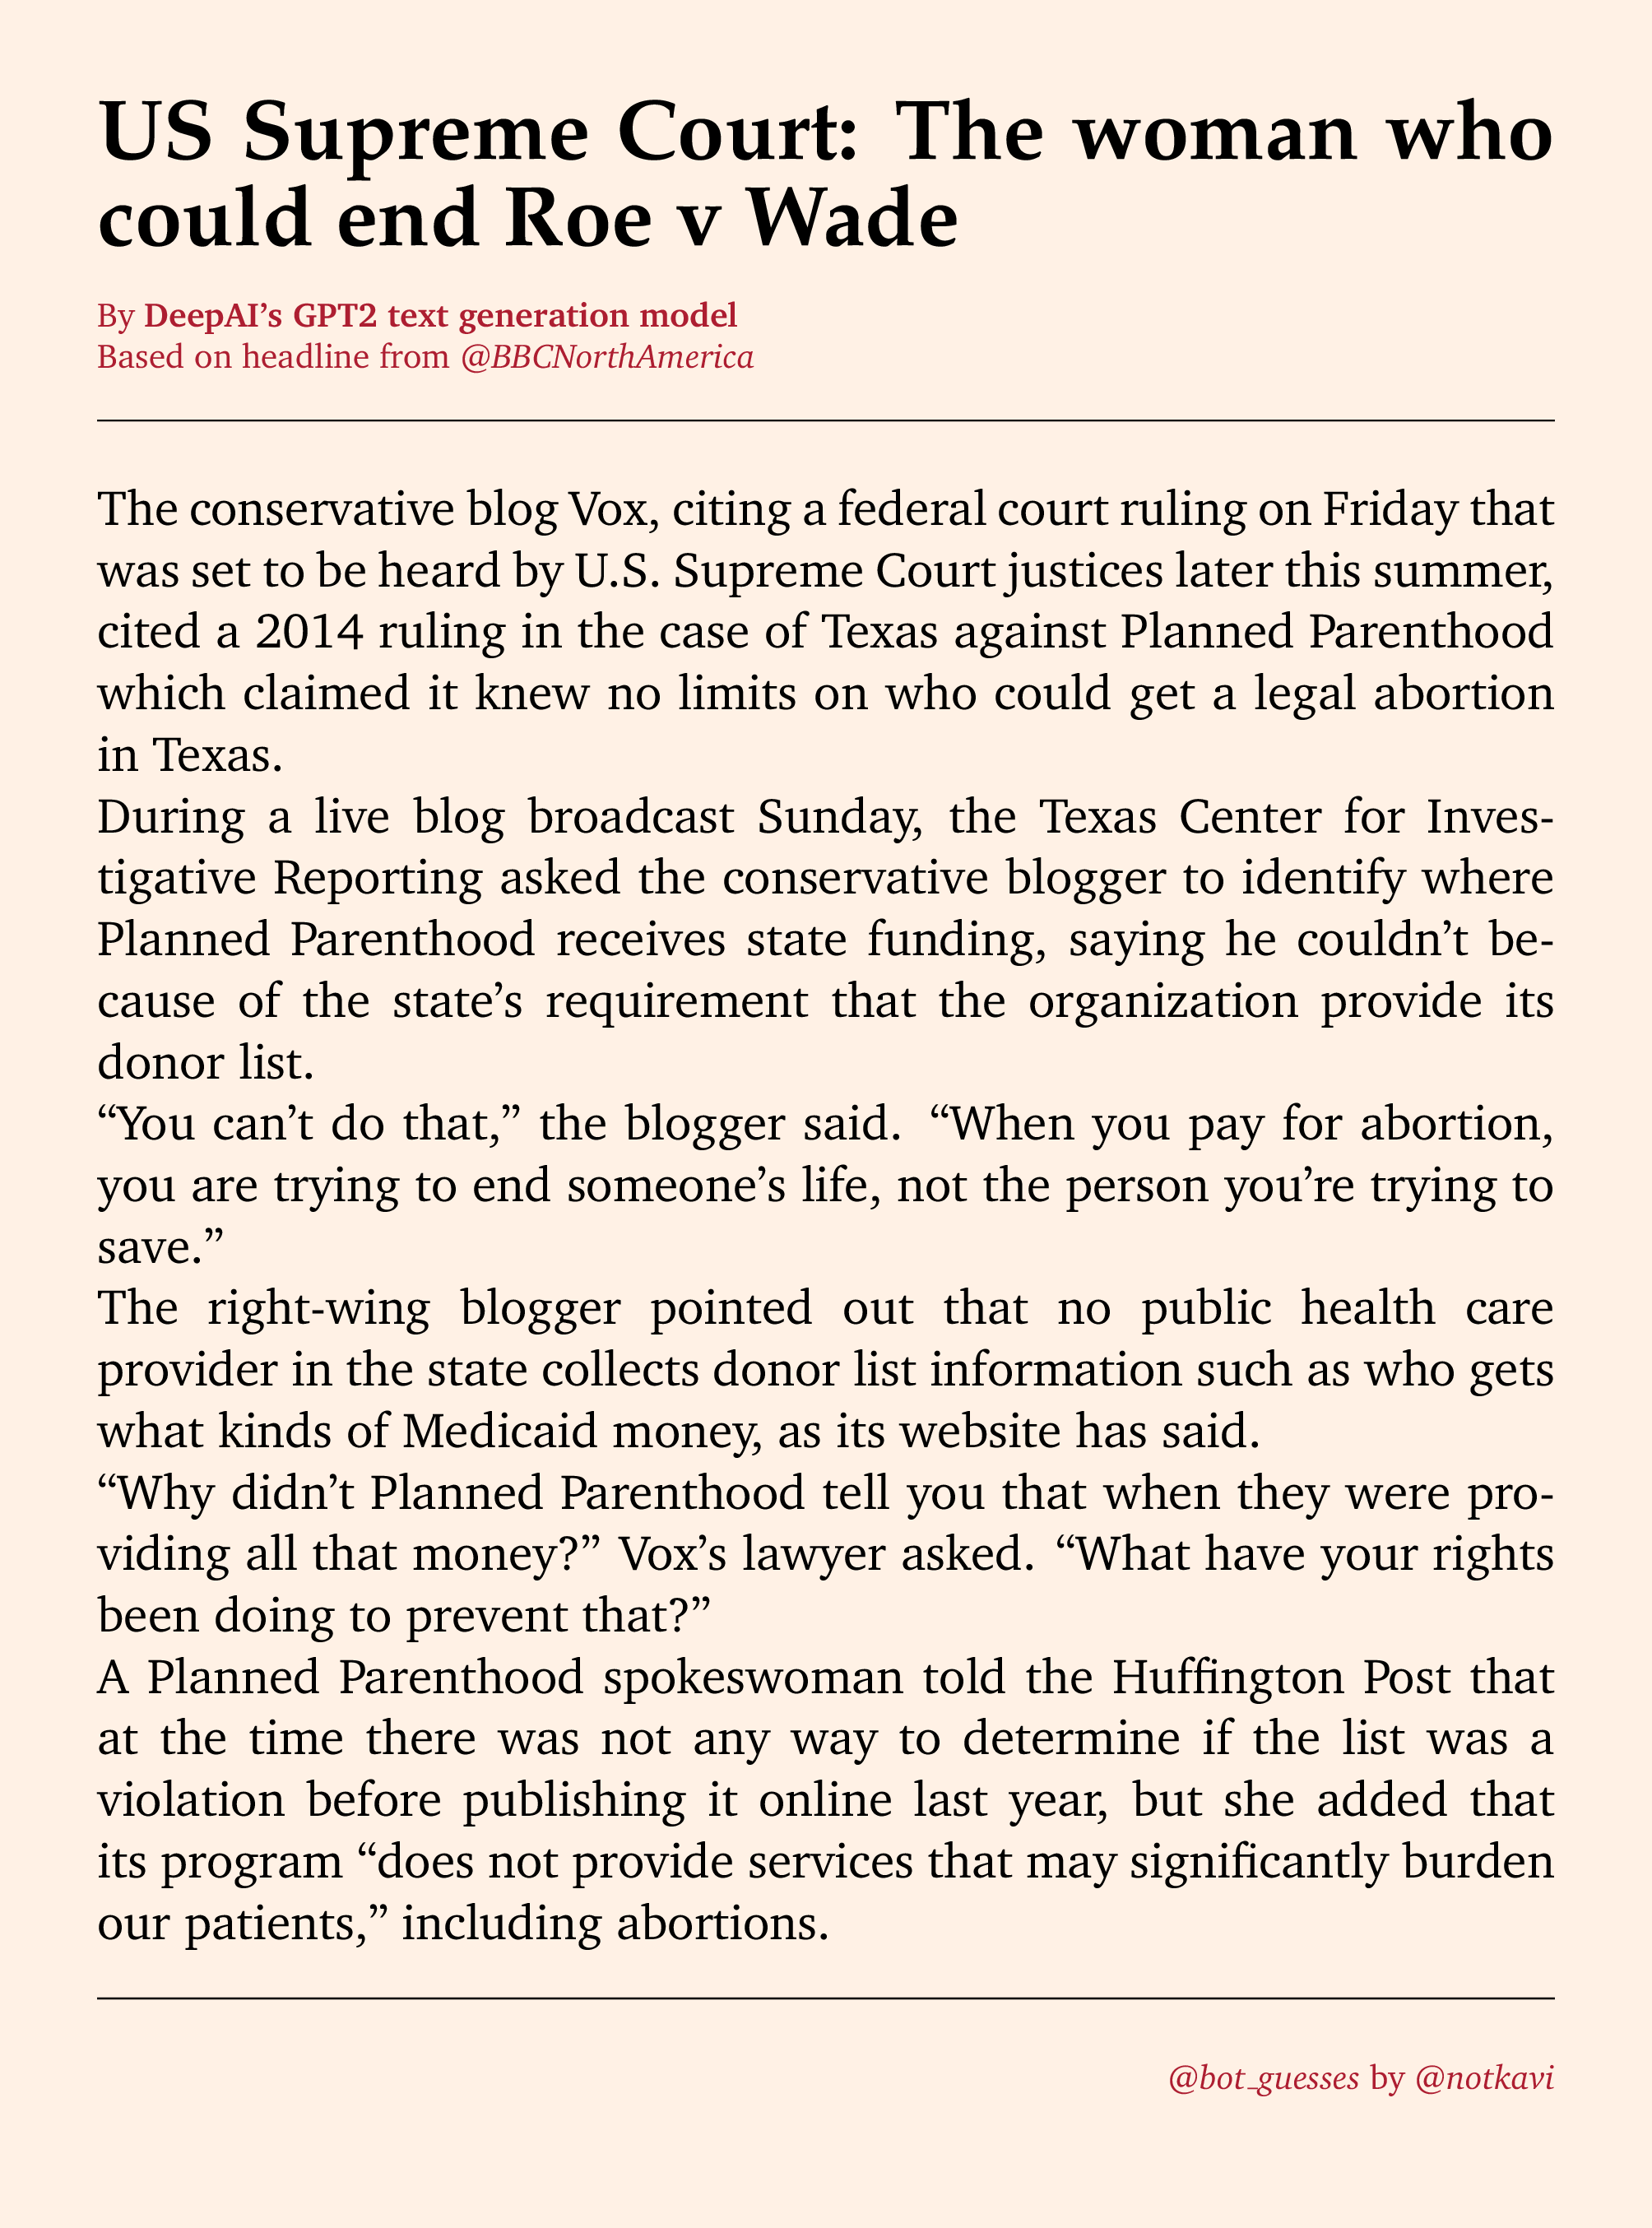 US Supreme Court: The woman who
could end Roe v Wade
By DeepAI’s GPT2 text generation model
Based on headline from @BBCNorthAmerica
The conservative blog Vox, citing a federal court ruling on Friday that
was set to be heard by U.S. Supreme Court justices later this summer,
cited a 2014 ruling in the case of Texas against Planned Parenthood
which claimed it knew no limits on who could get a legal abortion
in Texas.
During a live blog broadcast Sunday, the Texas Center for Inves-
tigative Reporting asked the conservative blogger to identify where
Planned Parenthood receives state funding, saying he couldn’t be-
cause of the state’s requirement that the organization provide its
donor list.
“You can’t do that,” the blogger said. “When you pay for abortion,
you are trying to end someone’s life, not the person you’re trying to
save.”
The right-wing blogger pointed out that no public health care
provider in the state collects donor list information such as who gets
what kinds of Medicaid money, as its website has said.
“Why didn’t Planned Parenthood tell you that when they were pro-
viding all that money?” Vox’s lawyer asked. “What have your rights
been doing to prevent that?”
A Planned Parenthood spokeswoman told the Huffington Post that
at the time there was not any way to determine if the list was a
violation before publishing it online last year, but she added that
its program “does not provide services that may significantly burden
our patients,” including abortions.
@bot_guesses by @notkavi